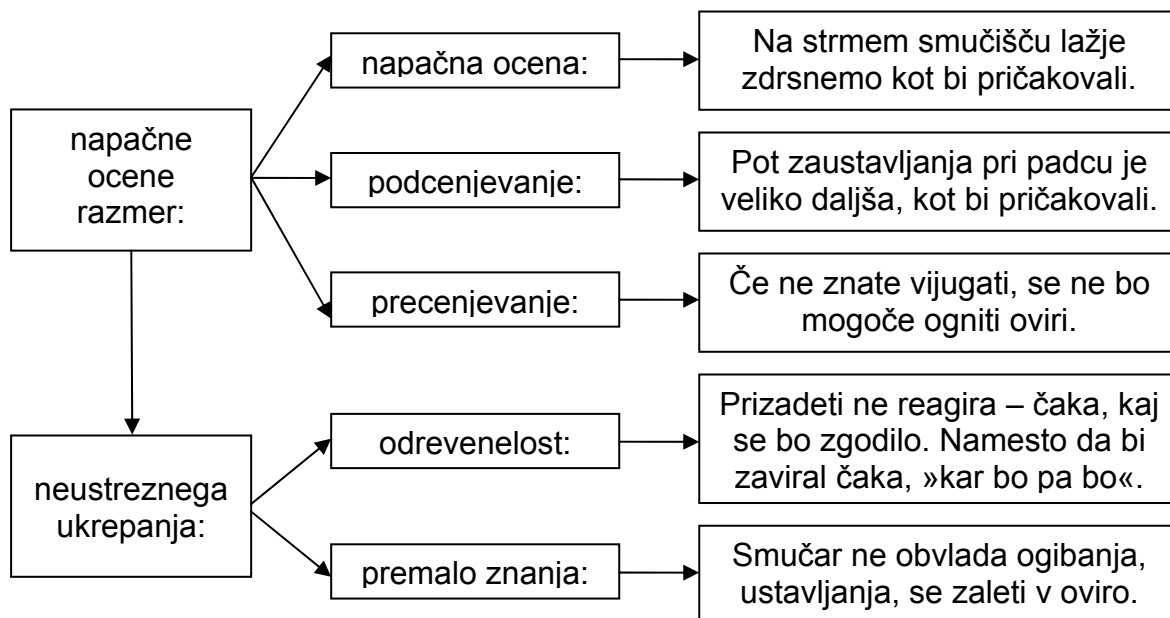 napačne
ocene
razmer:
napačna ocena:
Na strmem smučišču lažje
zdrsnemo kot bi pričakovali.
podcenjevanje:
Pot zaustavljanja pri padcu je
veliko daljša, kot bi pričakovali.
precenjevanje:
Če ne znate vijugati, se ne bo
mogoče ogniti oviri.
neustreznega
ukrepanja:
odrevenelost:
Prizadeti ne reagira – čaka, kaj
se bo zgodilo. Namesto da bi
zaviral čaka, »kar bo pa bo«.
premalo znanja:
Smučar ne obvlada ogibanja,
ustavljanja, se zaleti v oviro.